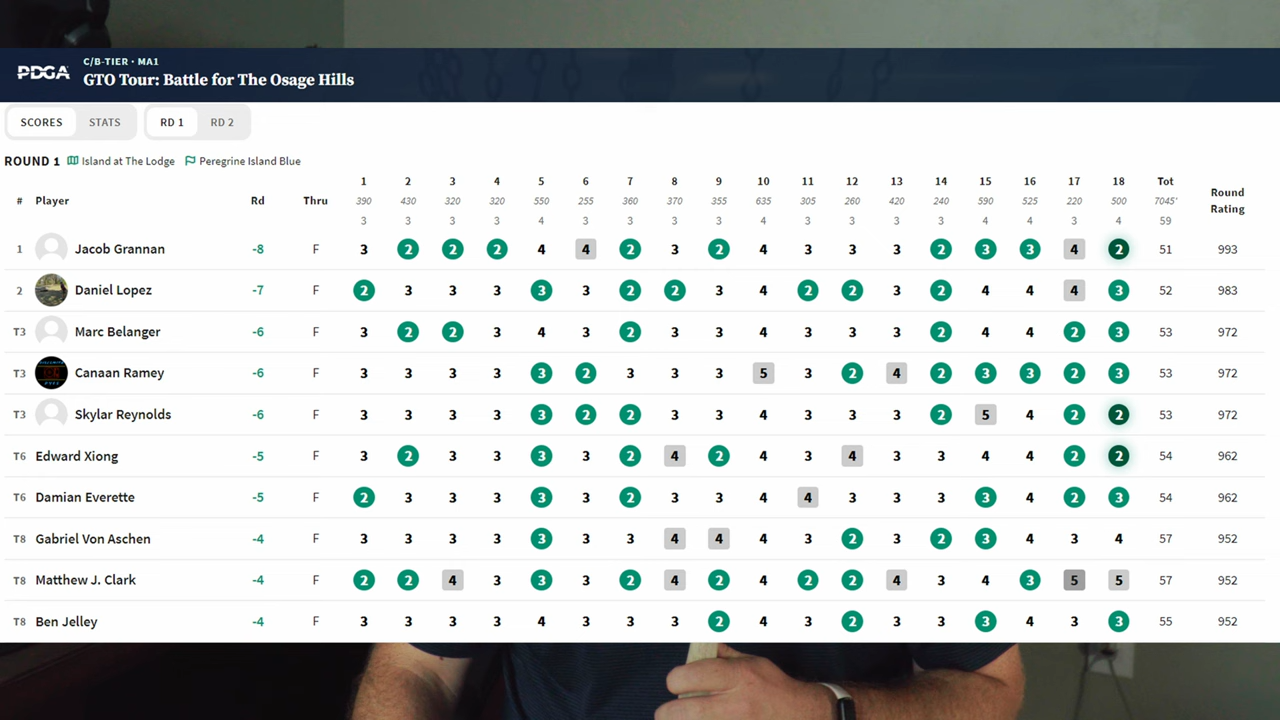 PDGA
C/B-TIER • MA1
GTO Tour: Battle for The Osage Hills
SCORES STATS RD 1 RD 2
ROUND 1 Island at The Lodge Peregrine Island Blue
# Player Rd Thru 1 2 3 4 5 6 7 8 9 10 11 12 13 14 15 16 17 18 Tot Round Rating
390 430 320 320 550 255 360 370 355 635 305 260 420 240 590 525 220 500 7045'
3 3 3 3 4 3 3 3 3 4 3 3 3 3 4 4 3 4 59
1 Jacob Grannan -8 F 3 2 2 2 4 4 2 3 2 4 3 3 3 2 3 3 4 2 51 993
2 Daniel Lopez -7 F 2 3 3 3 3 3 2 2 3 4 2 2 3 2 4 4 4 3 52 983
T3 Marc Belanger -6 F 3 2 2 3 4 3 2 3 3 4 3 3 3 2 4 4 2 3 53 972
T3 Canaan Ramey -6 F 3 3 3 3 3 2 3 3 3 5 3 2 4 2 3 3 2 3 53 972
T3 Skylar Reynolds -6 F 3 3 3 3 3 2 2 3 3 4 3 3 3 2 5 4 2 2 53 972
T6 Edward Xiong -5 F 3 2 3 3 3 3 2 4 2 4 3 4 3 3 4 4 2 2 54 962
T6 Damian Everette -5 F 2 3 3 3 3 3 2 3 3 4 4 3 3 3 3 4 2 3 54 962
T8 Gabriel Von Aschen -4 F 3 3 3 3 3 3 3 4 4 4 3 2 3 2 3 4 3 4 57 952
T8 Matthew J. Clark -4 F 2 2 4 3 3 3 2 4 2 4 2 2 4 3 4 3 5 5 57 952
T8 Ben Jelley -4 F 3 3 3 3 4 3 3 3 2 4 3 2 3 3 3 4 3 3 55 952